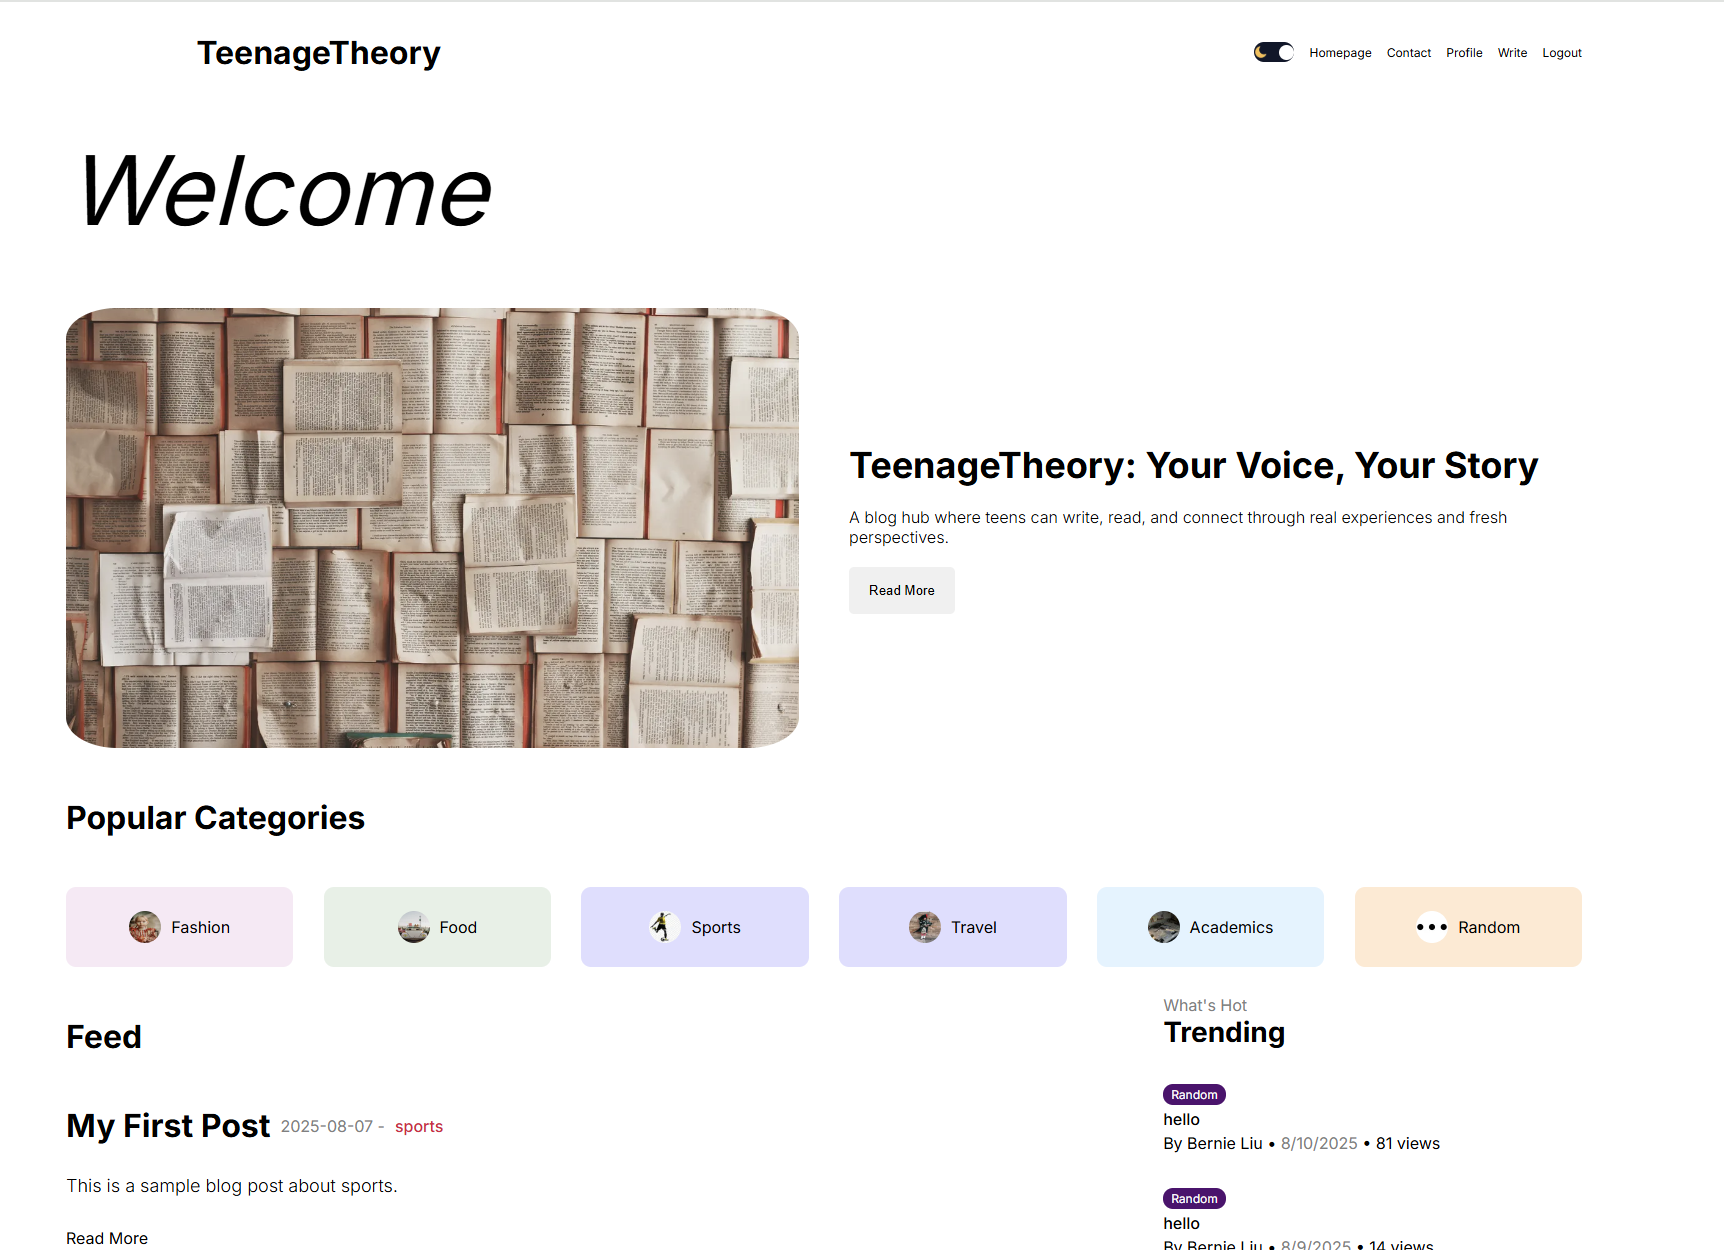 TeenageTheory
Homepage Contact Profile Write Logout
Welcome
TeenageTheory: Your Voice, Your Story
A blog hub where teens can write, read, and connect through real experiences and fresh
perspectives.
Read More
Popular Categories
Fashion
Food
Sports
Travel
Academics
Random
Feed
My First Post 2025-08-07 - sports
This is a sample blog post about sports.
Read More
What's Hot
Trending
Random
hello
By Bernie Liu • 8/10/2025 • 81 views
Random
hello
By Bernie Liu • 8/9/2025 • 14 views